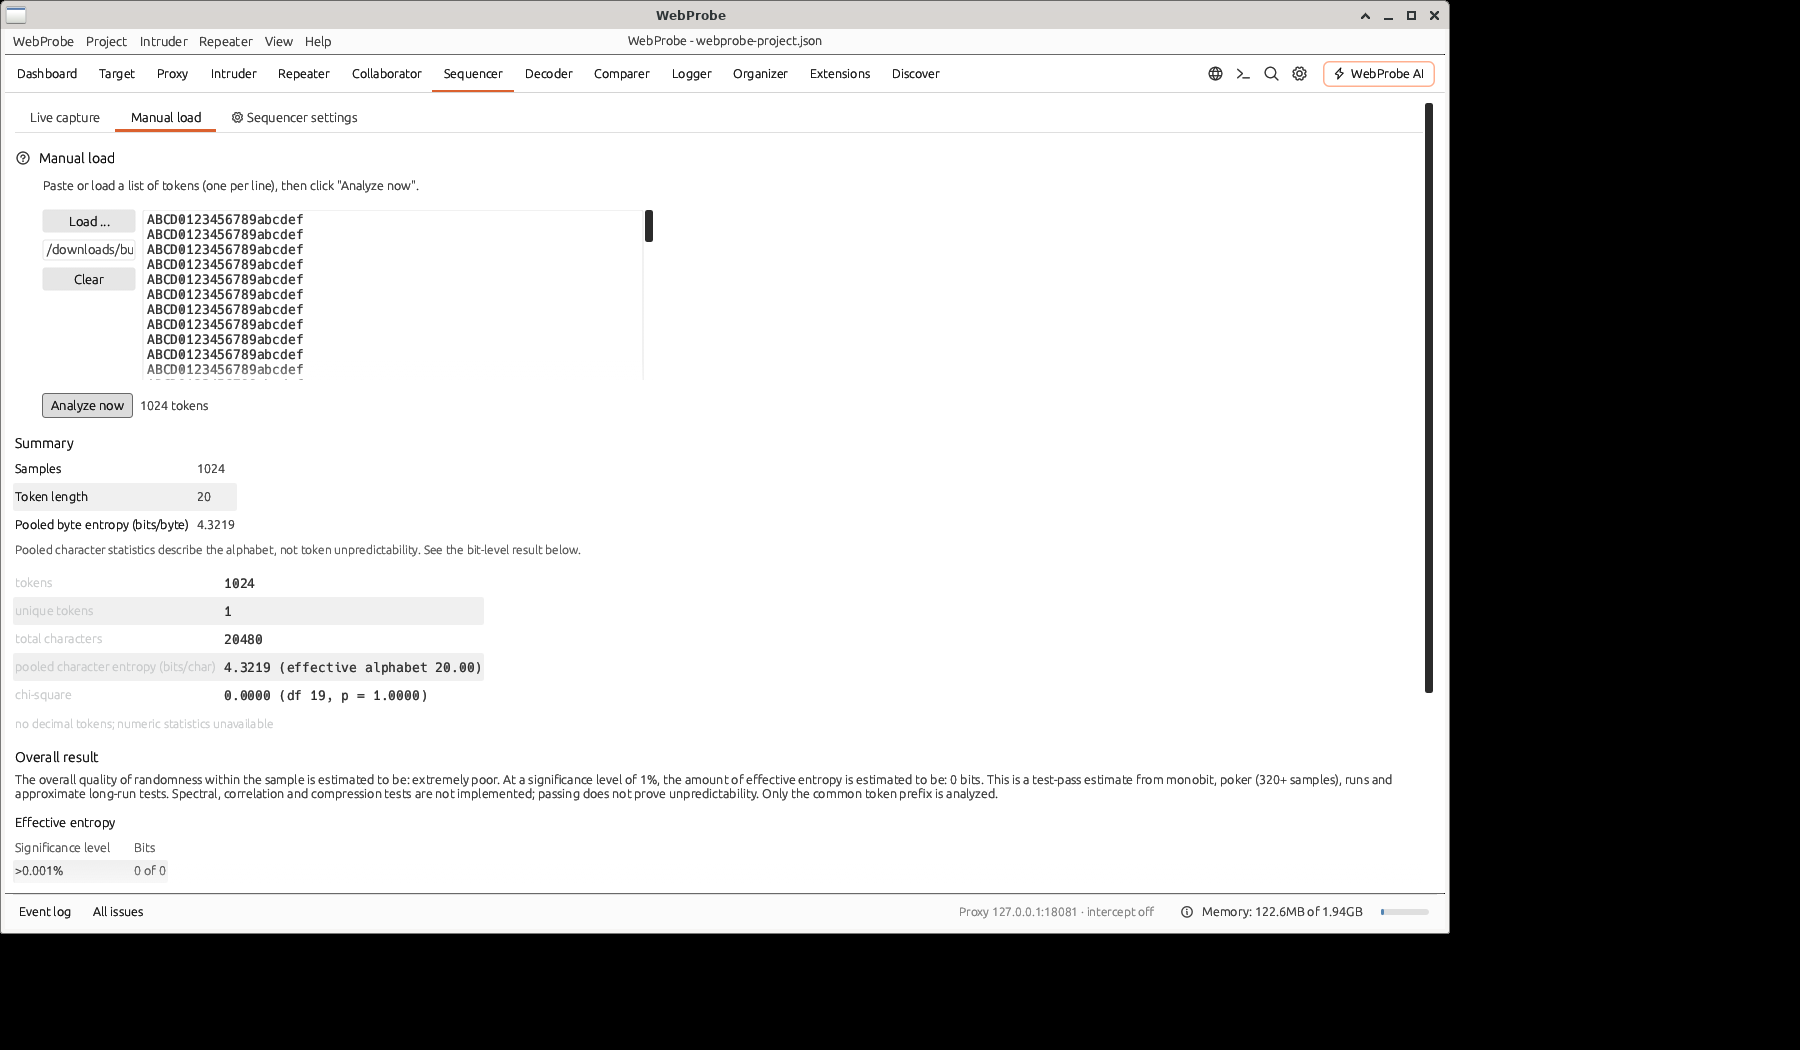 WebProbe
WebProbe Project Intruder Repeater View Help
WebProbe - webprobe-project.json
Dashboard Target Proxy Intruder Repeater Collaborator Sequencer Decoder Comparer Logger Organizer Extensions Discover
WebProbe AI
Live capture Manual load Sequencer settings
Manual load
Paste or load a list of tokens (one per line), then click "Analyze now".
Load ...
/downloads/bu
Clear
ABCD0123456789abcdef
ABCD0123456789abcdef
ABCD0123456789abcdef
ABCD0123456789abcdef
ABCD0123456789abcdef
ABCD0123456789abcdef
ABCD0123456789abcdef
ABCD0123456789abcdef
ABCD0123456789abcdef
ABCD0123456789abcdef
ABCD0123456789abcdef
Analyze now 1024 tokens
Summary
Samples 1024
Token length 20
Pooled byte entropy (bits/byte) 4.3219
Pooled character statistics describe the alphabet, not token unpredictability. See the bit-level result below.
tokens 1024
unique tokens 1
total characters 20480
pooled character entropy (bits/char) 4.3219 (effective alphabet 20.00)
chi-square 0.0000 (df 19, p = 1.0000)
no decimal tokens; numeric statistics unavailable
Overall result
The overall quality of randomness within the sample is estimated to be: extremely poor. At a significance level of 1%, the amount of effective entropy is estimated to be: 0 bits. This is a test-pass estimate from monobit, poker (320+ samples), runs and
approximate long-run tests. Spectral, correlation and compression tests are not implemented; passing does not prove unpredictability. Only the common token prefix is analyzed.
Effective entropy
Significance level Bits
>0.001% 0 of 0
Event log All issues
Proxy 127.0.0.1:18081 · intercept off
Memory: 122.6MB of 1.94GB